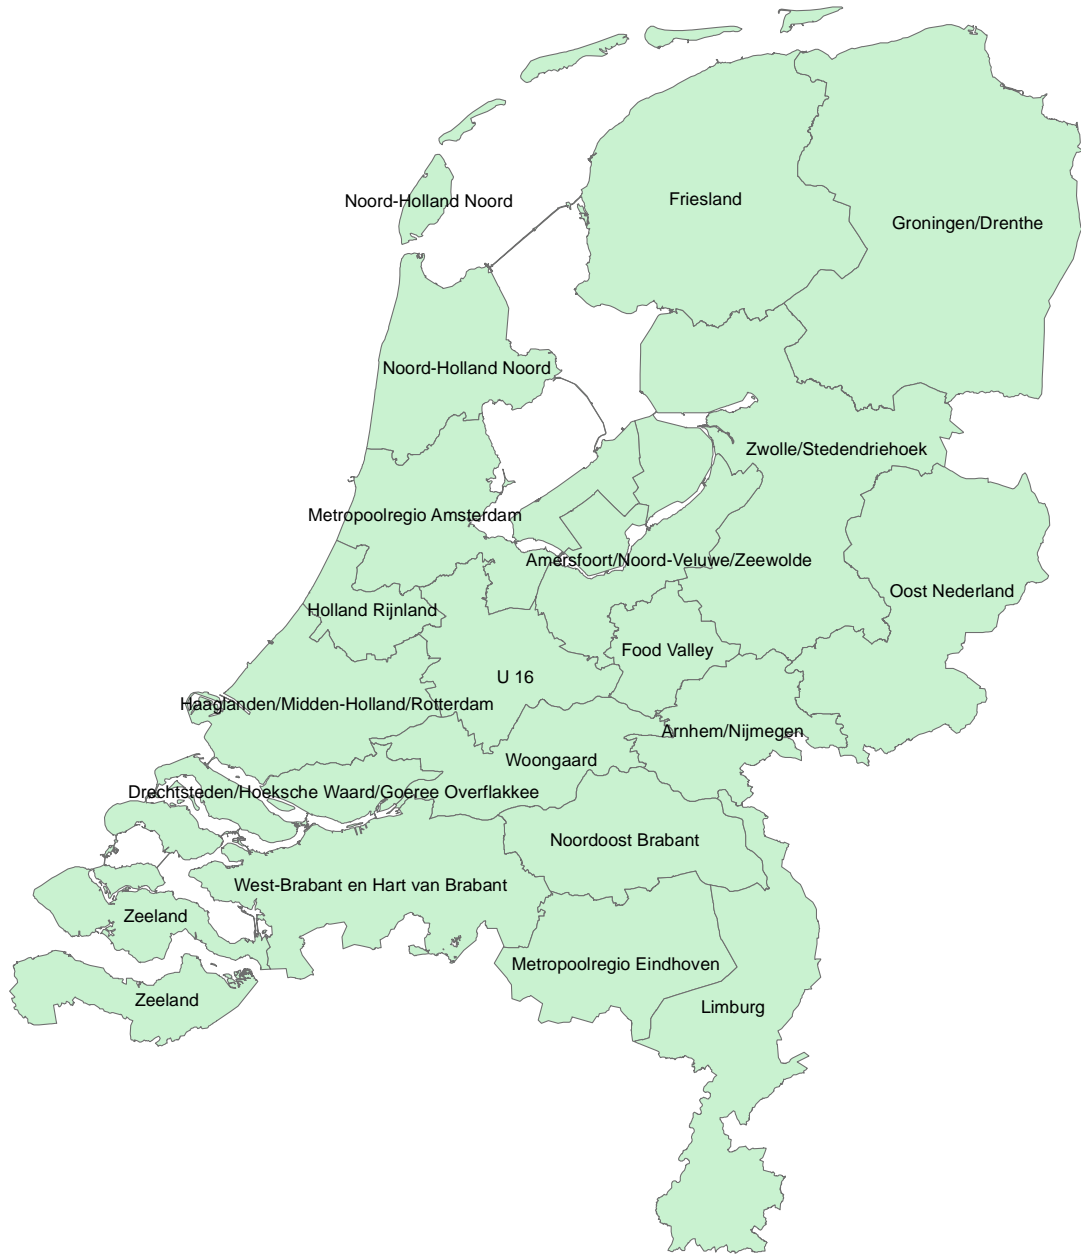 Friesland
Noord-Holland Noord
Groningen/Drenthe
Noord-Holland Noord
Zwolle/Stedendriehoek
Metropoolregio Amsterdam
Amersfoort/Noord-Veluwe/Zeewolde
Oost Nederland
Holland Rijnland
Food Valley
U 16
Haaglanden/Midden-Holland/Rotterdam
Arnhem/Nijmegen
Woongaard
Drechtsteden/Hoeksche Waard/Goeree Overflakkee
Noordoost Brabant
West-Brabant en Hart van Brabant
Zeeland
Metropoolregio Eindhoven
Zeeland
Limburg